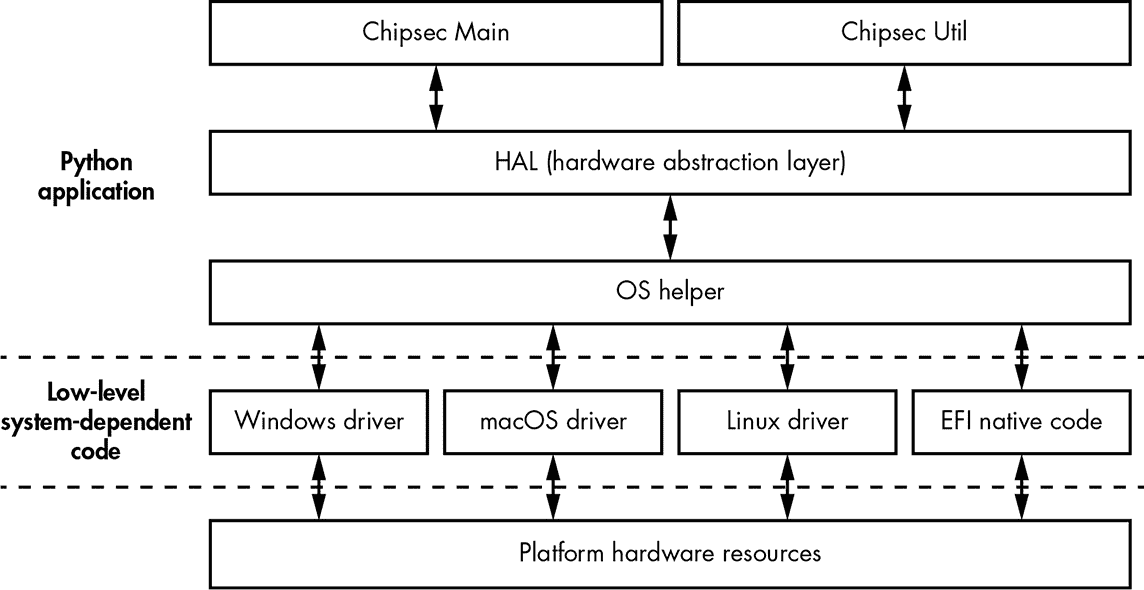 Chipsec Main
Chipsec Util
Python
application
HAL (hardware abstraction layer)
OS helper
Low-level
system-dependent
code
Windows driver
macOS driver
Linux driver
EFI native code
Platform hardware resources